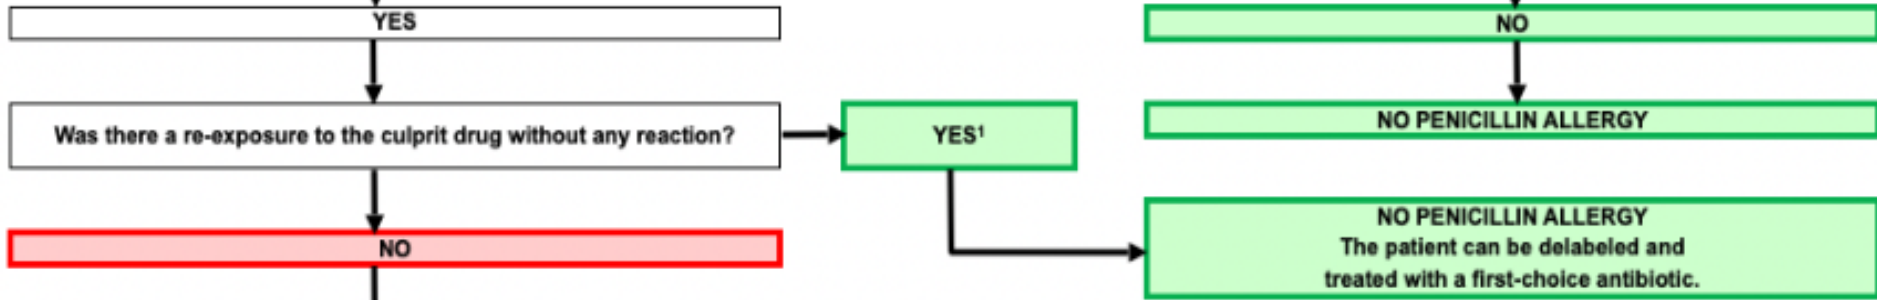 YES
NO
Was there a re-exposure to the culprit drug without any reaction?
YES¹
NO PENICILLIN ALLERGY
NO
NO PENICILLIN ALLERGY
The patient can be delabeled and
treated with a first-choice antibiotic.